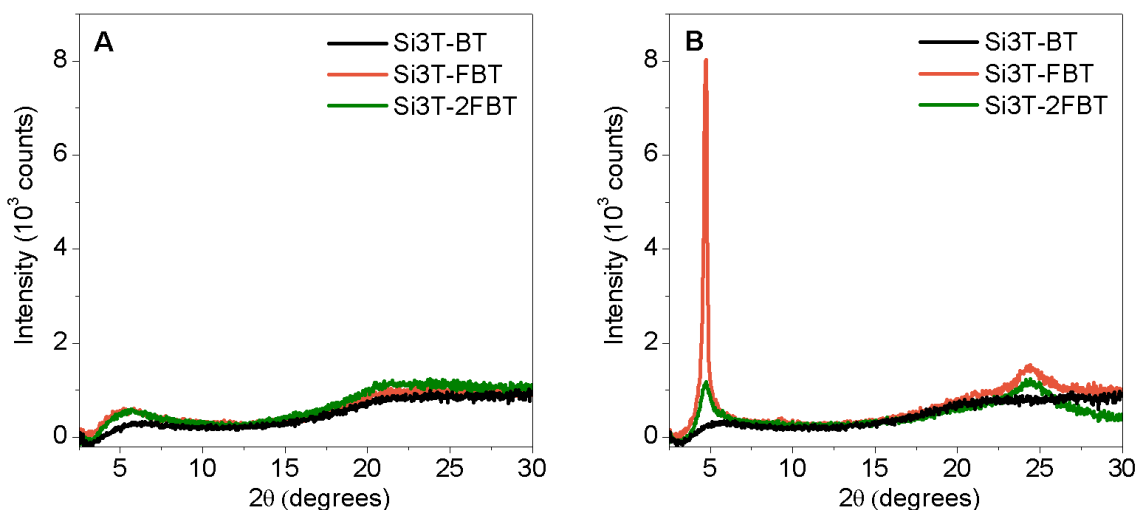 A
Si3T-BT
Si3T-FBT
Si3T-2FBT
Intensity (10³ counts)
8
6
4
2
0
5 10 15 20 25 30
2θ (degrees)
B
Si3T-BT
Si3T-FBT
Si3T-2FBT
Intensity (10³ counts)
8
6
4
2
0
5 10 15 20 25 30
2θ (degrees)